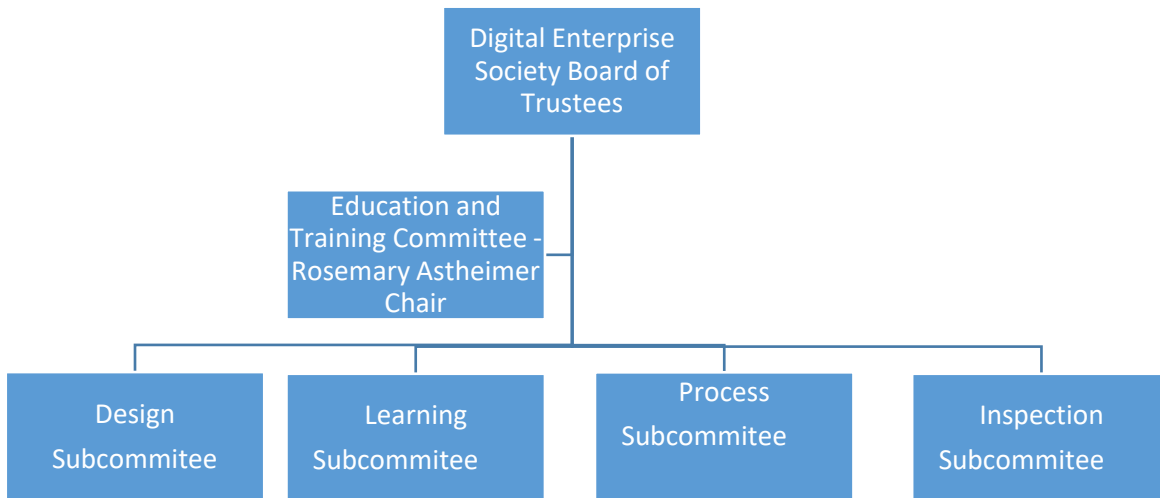 Digital Enterprise
Society Board of
Trustees
Education and
Training Committee -
Rosemary Astheimer
Chair
Design
Subcommitee
Learning
Subcommitee
Process
Subcommitee
Inspection
Subcommitee